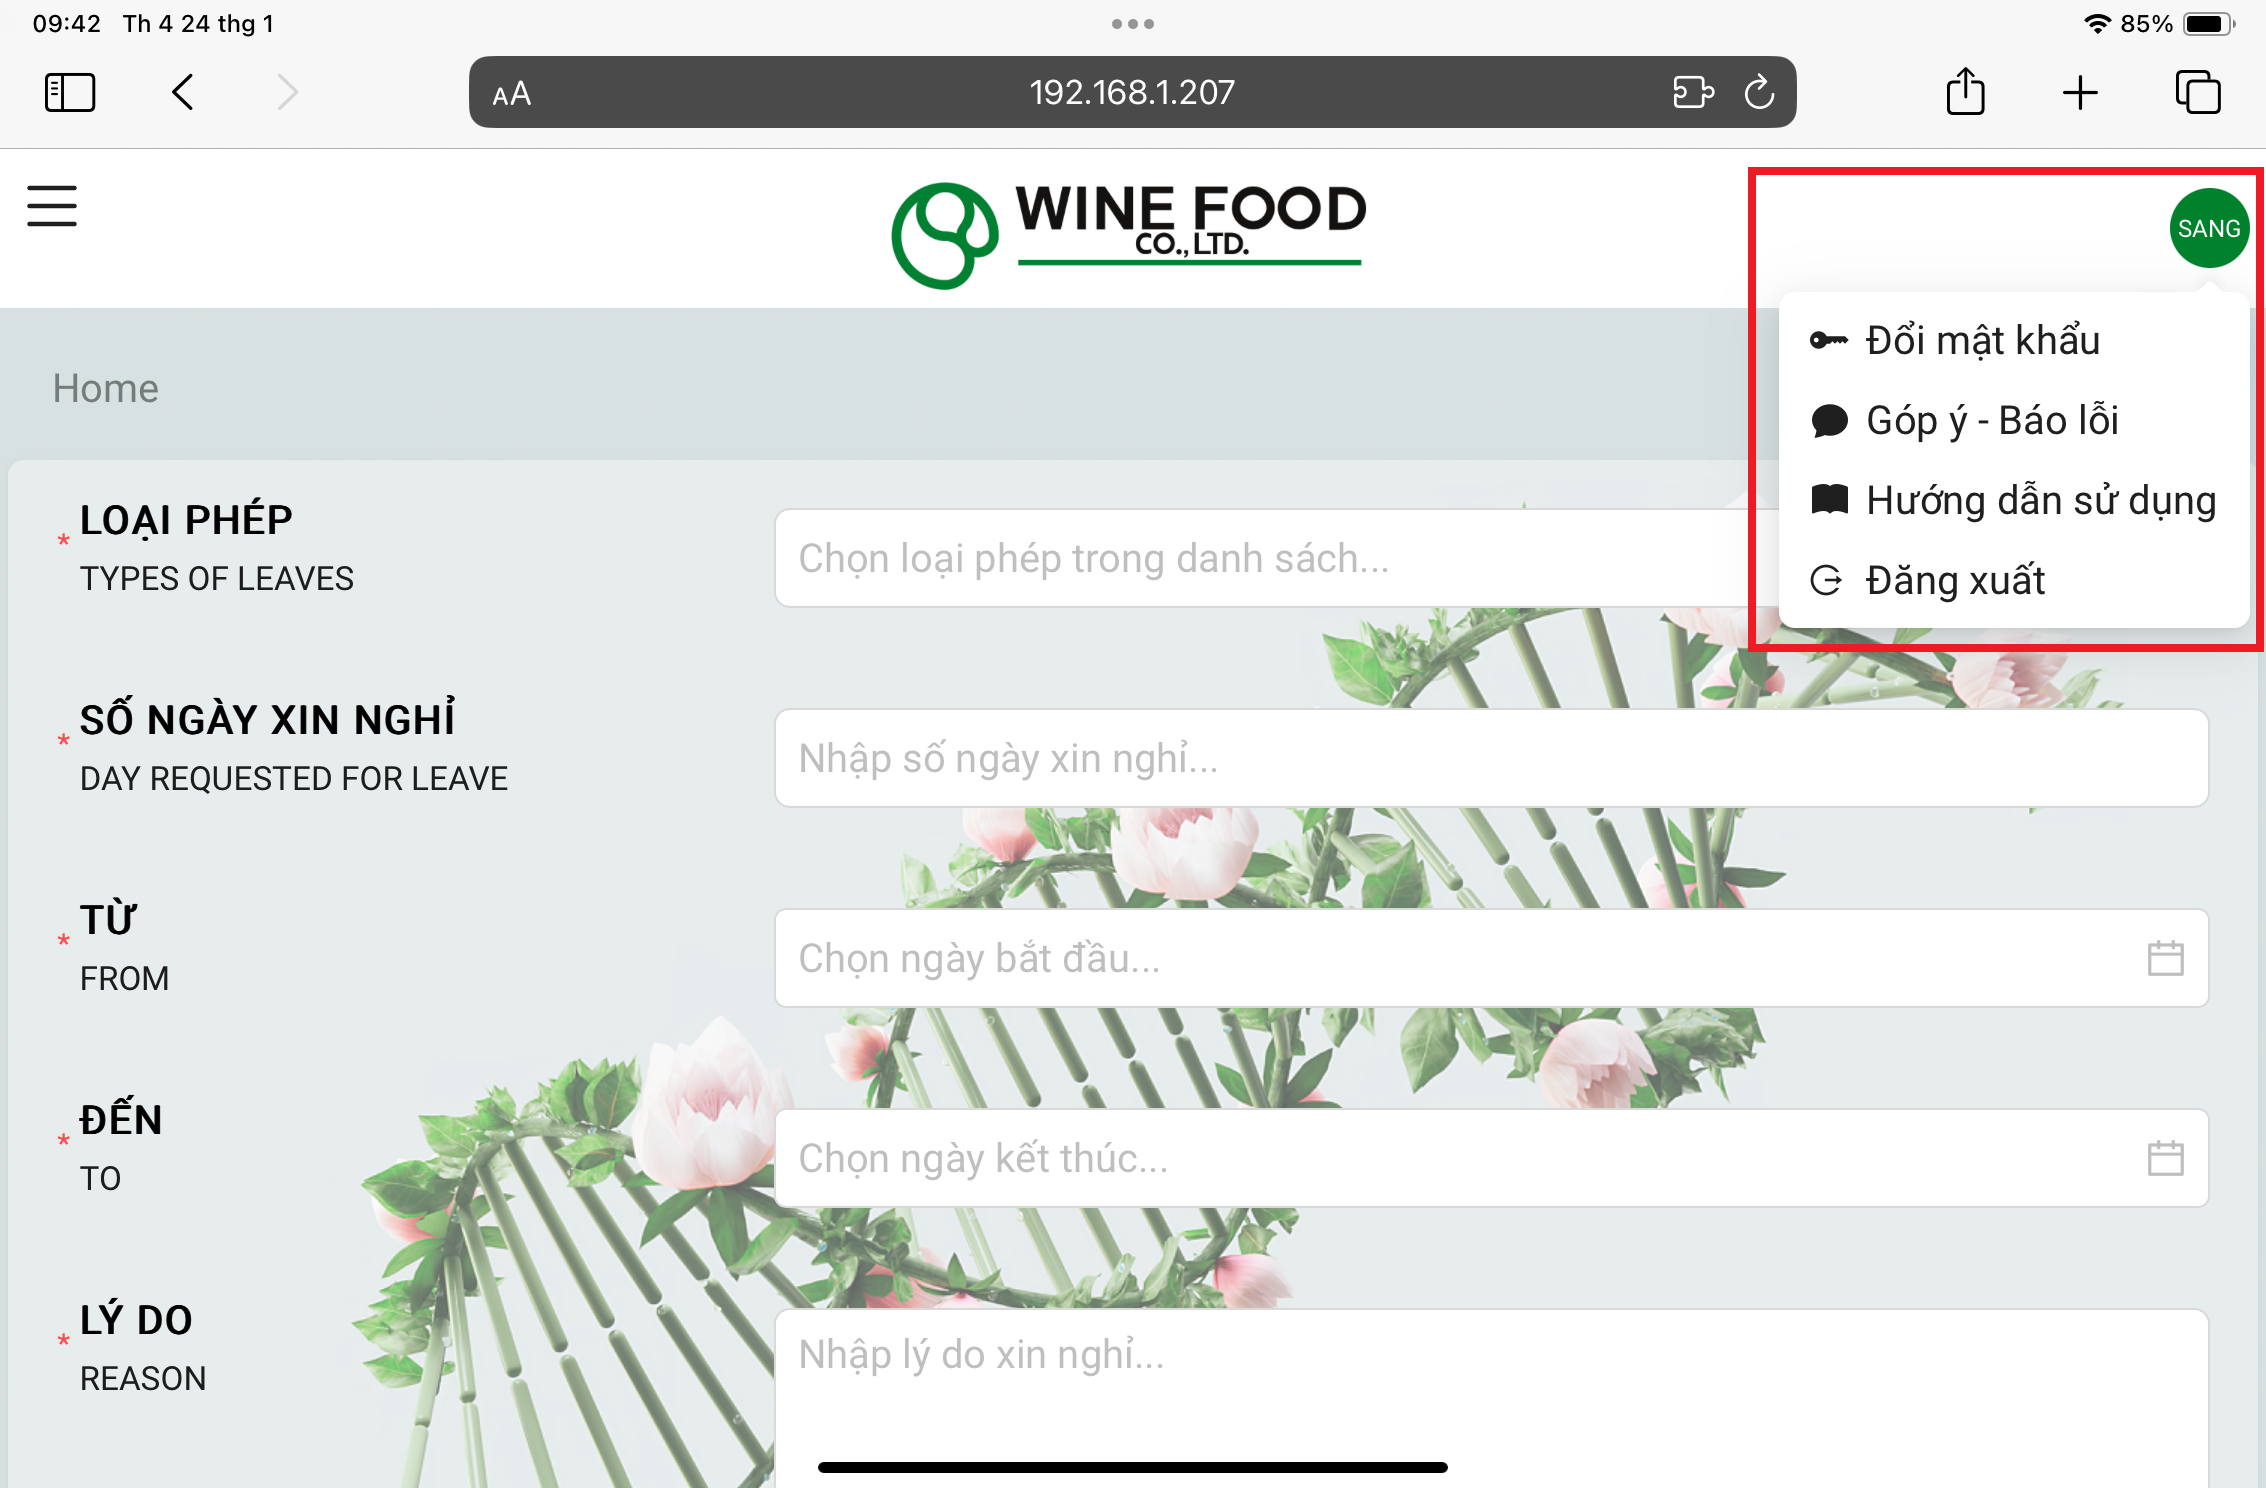 09:42 Th 4 24 thg 1
85%
AA
192.168.1.207
WINE FOOD
CO., LTD.
SANG
Đổi mật khẩu
Góp ý - Báo lỗi
Hướng dẫn sử dụng
Đăng xuất
Home
* LOẠI PHÉP
TYPES OF LEAVES
Chọn loại phép trong danh sách...
* SỐ NGÀY XIN NGHỈ
DAY REQUESTED FOR LEAVE
Nhập số ngày xin nghỉ...
* TỪ
FROM
Chọn ngày bắt đầu...
* ĐẾN
TO
Chọn ngày kết thúc...
* LÝ DO
REASON
Nhập lý do xin nghỉ...